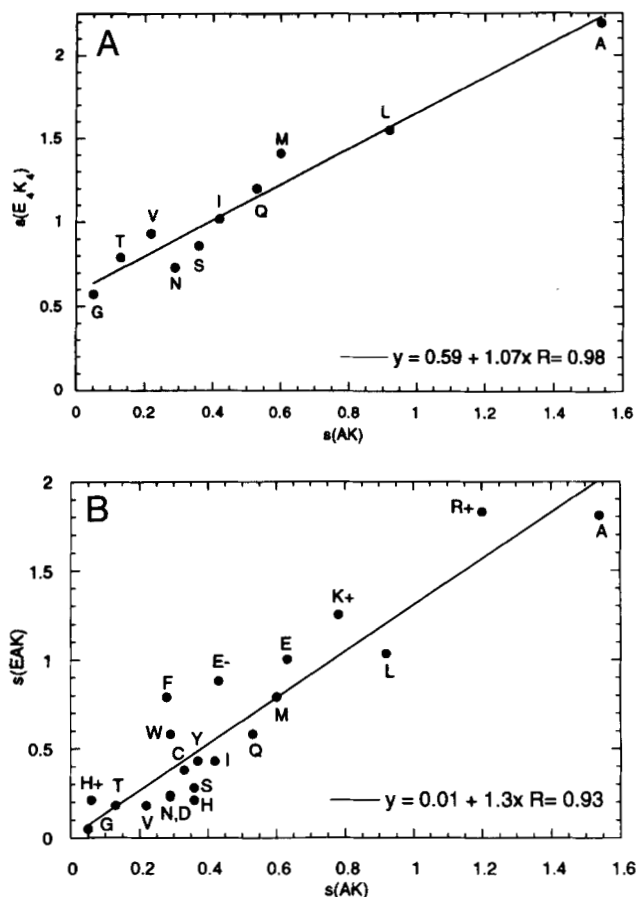 A
2
1.5
1
0.5
0
s(E4K4)
A
L
M
Q
I
V
T
S
N
G
y = 0.59 + 1.07x R= 0.98
0 0.2 0.4 0.6 0.8 1 1.2 1.4 1.6
s(AK)
B
2
1.5
1
0.5
0
s(EAK)
R+
A
K+
E
L
E-
F
M
W
Y
Q
C
I
H+
T
S
H
G
V
N,D
y = 0.01 + 1.3x R= 0.93
0 0.2 0.4 0.6 0.8 1 1.2 1.4 1.6
s(AK)